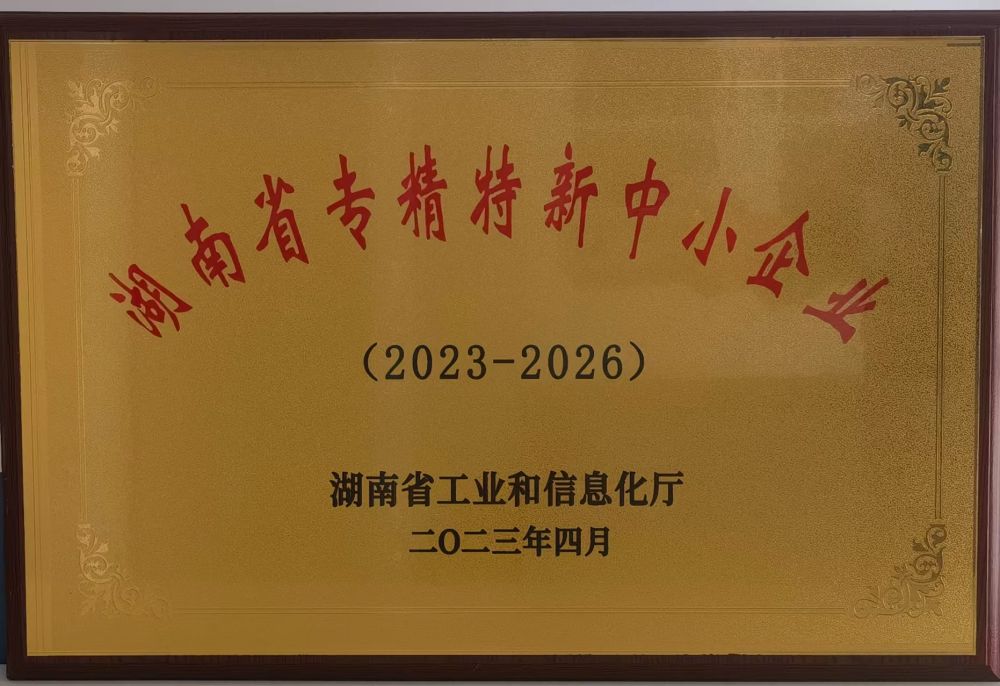 湖南省专精特新中小企业
（2023-2026）
湖南省工业和信息化厅
二〇二三年四月